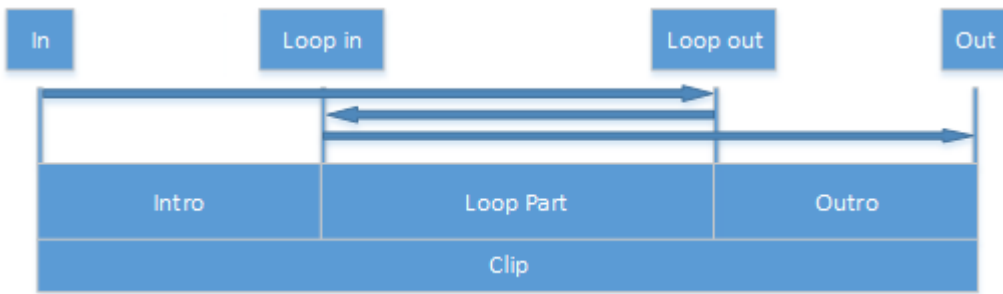 In
Loop in
Loop out
Out
Intro
Loop Part
Outro
Clip